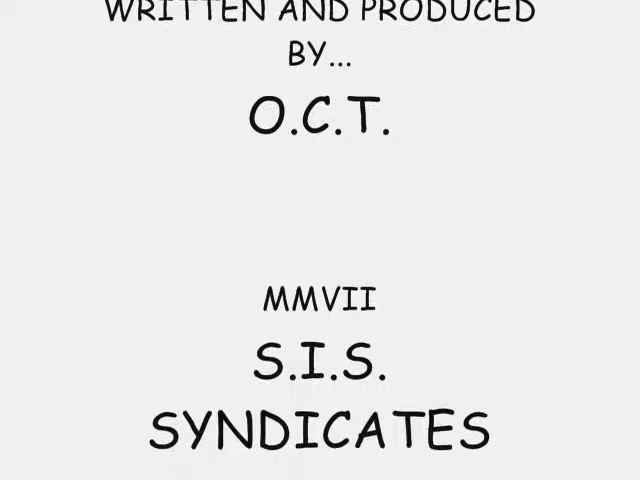 WRITTEN AND PRODUCED
BY...
O.C.T.
MMVII
S.I.S.
SYNDICATES